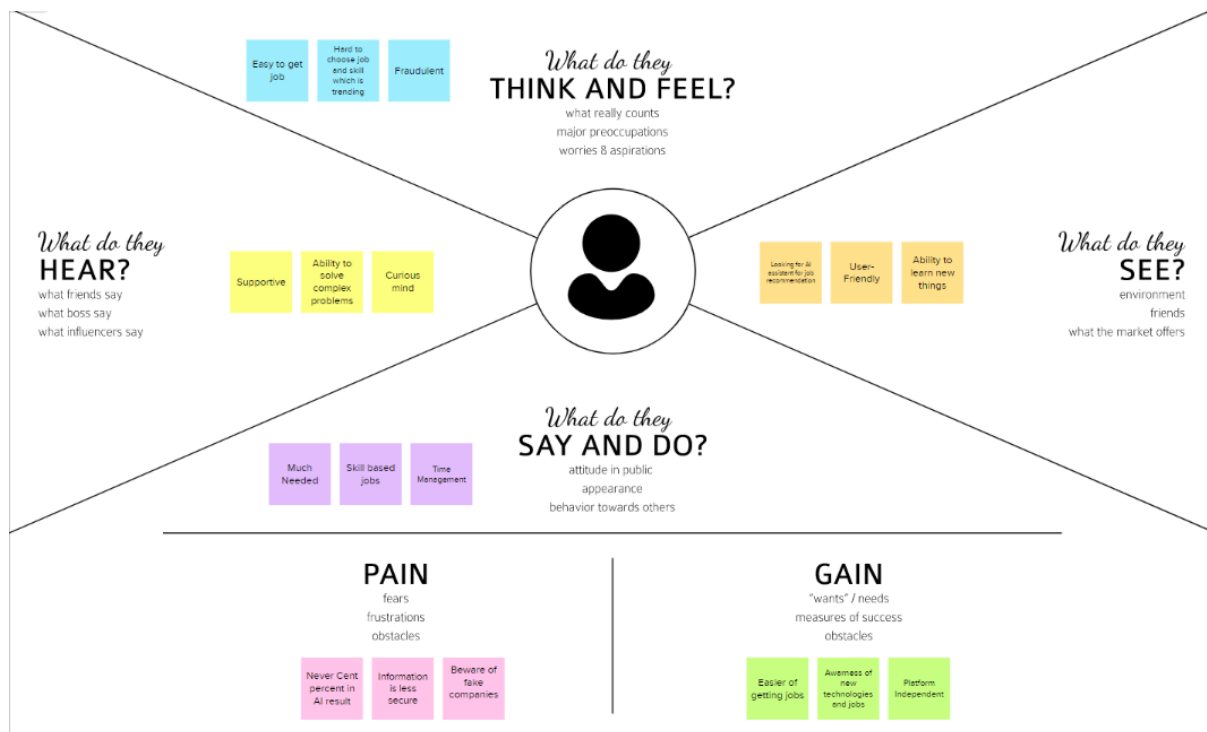 What do they
THINK AND FEEL?
what really counts
major preoccupations
worries & aspirations
Easy to get
job
Hard to
choose job
and skill
which is
trending
Fraudulent
What do they
HEAR?
what friends say
what boss say
what influencers say
Supportive
Ability to
solve
complex
problems
Curious
mind
Looking for AI
assistant for job
recommendation
User-
Friendly
Ability to
learn new
things
What do they
SEE?
environment
friends
what the market offers
What do they
SAY AND DO?
attitude in public
appearance
behavior towards others
Much
Needed
Skill based
jobs
Time
Management
PAIN
fears
frustrations
obstacles
Never Cent
percent in
AI result
Information
is less
secure
Beware of
fake
companies
GAIN
"wants" / needs
measures of success
obstacles
Easier of
getting jobs
Awarness of
new
technologies
and jobs
Platform
Independent